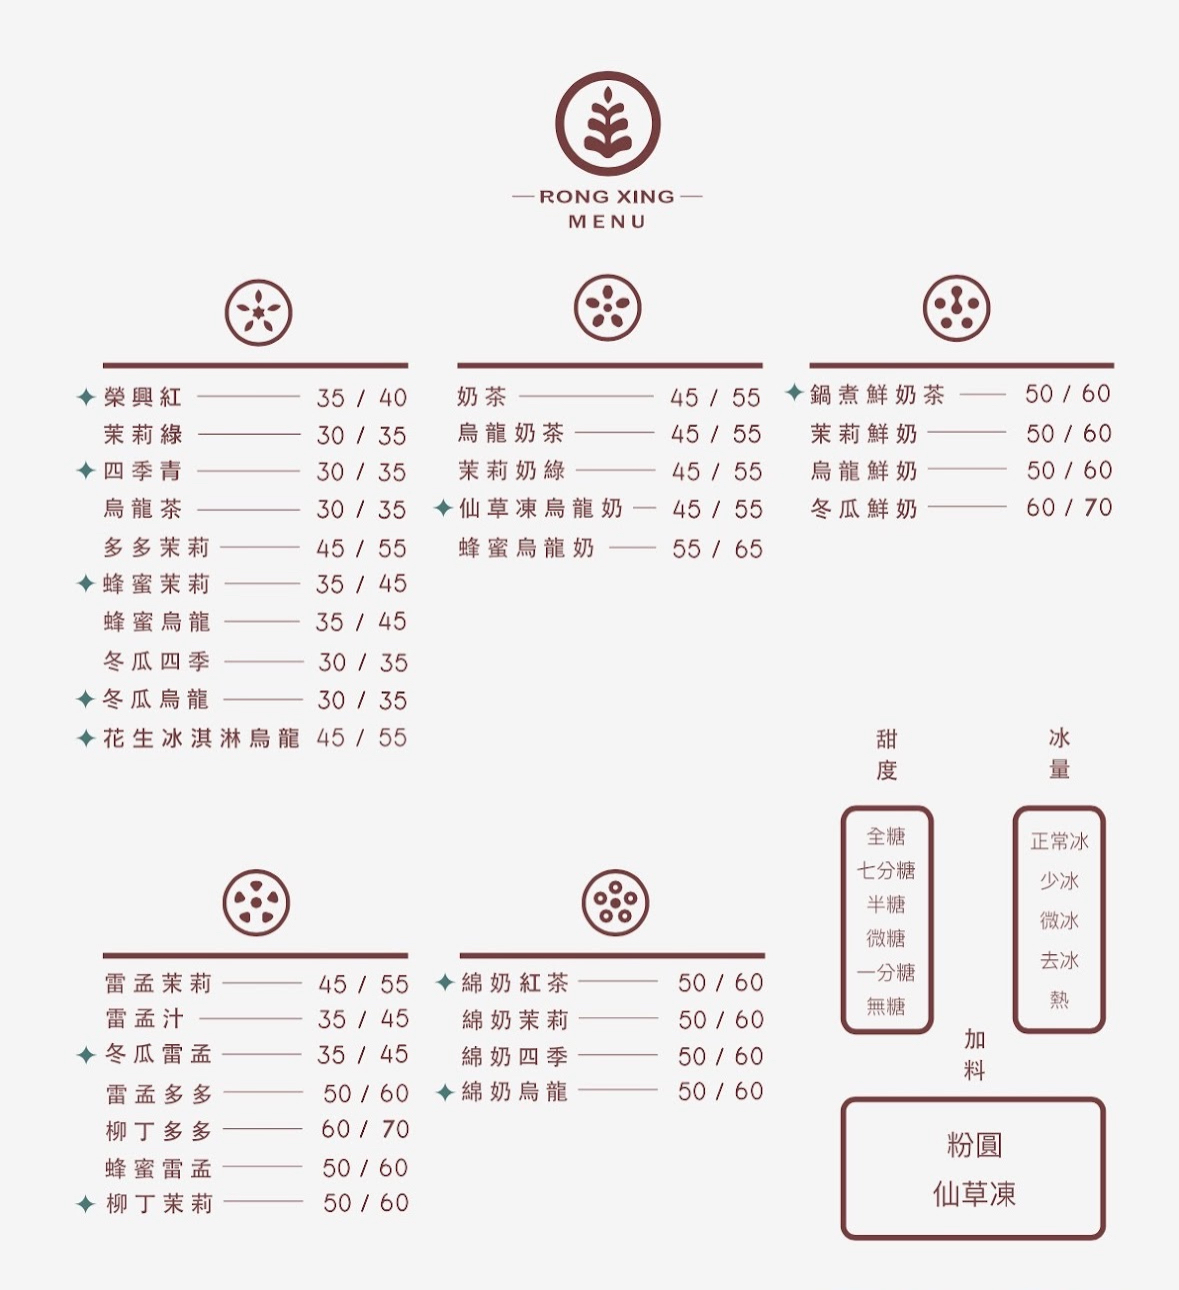 RONG XING
MENU
榮興紅 35 / 40
茉莉綠 30 / 35
四季青 30 / 35
烏龍茶 30 / 35
多多茉莉 45 / 55
蜂蜜茉莉 35 / 45
蜂蜜烏龍 35 / 45
冬瓜四季 30 / 35
冬瓜烏龍 30 / 35
花生冰淇淋烏龍 45 / 55
奶茶 45 / 55
烏龍奶茶 45 / 55
茉莉奶綠 45 / 55
仙草凍烏龍奶 45 / 55
蜂蜜烏龍奶 55 / 65
鍋煮鮮奶茶 50 / 60
茉莉鮮奶 50 / 60
烏龍鮮奶 50 / 60
冬瓜鮮奶 60 / 70
雷孟茉莉 45 / 55
雷孟汁 35 / 45
冬瓜雷孟 35 / 45
雷孟多多 50 / 60
柳丁多多 60 / 70
蜂蜜雷孟 50 / 60
柳丁茉莉 50 / 60
綿奶紅茶 50 / 60
綿奶茉莉 50 / 60
綿奶四季 50 / 60
綿奶烏龍 50 / 60
甜度
全糖
七分糖
半糖
微糖
一分糖
無糖
冰量
正常冰
少冰
微冰
去冰
熱
加料
粉圓
仙草凍